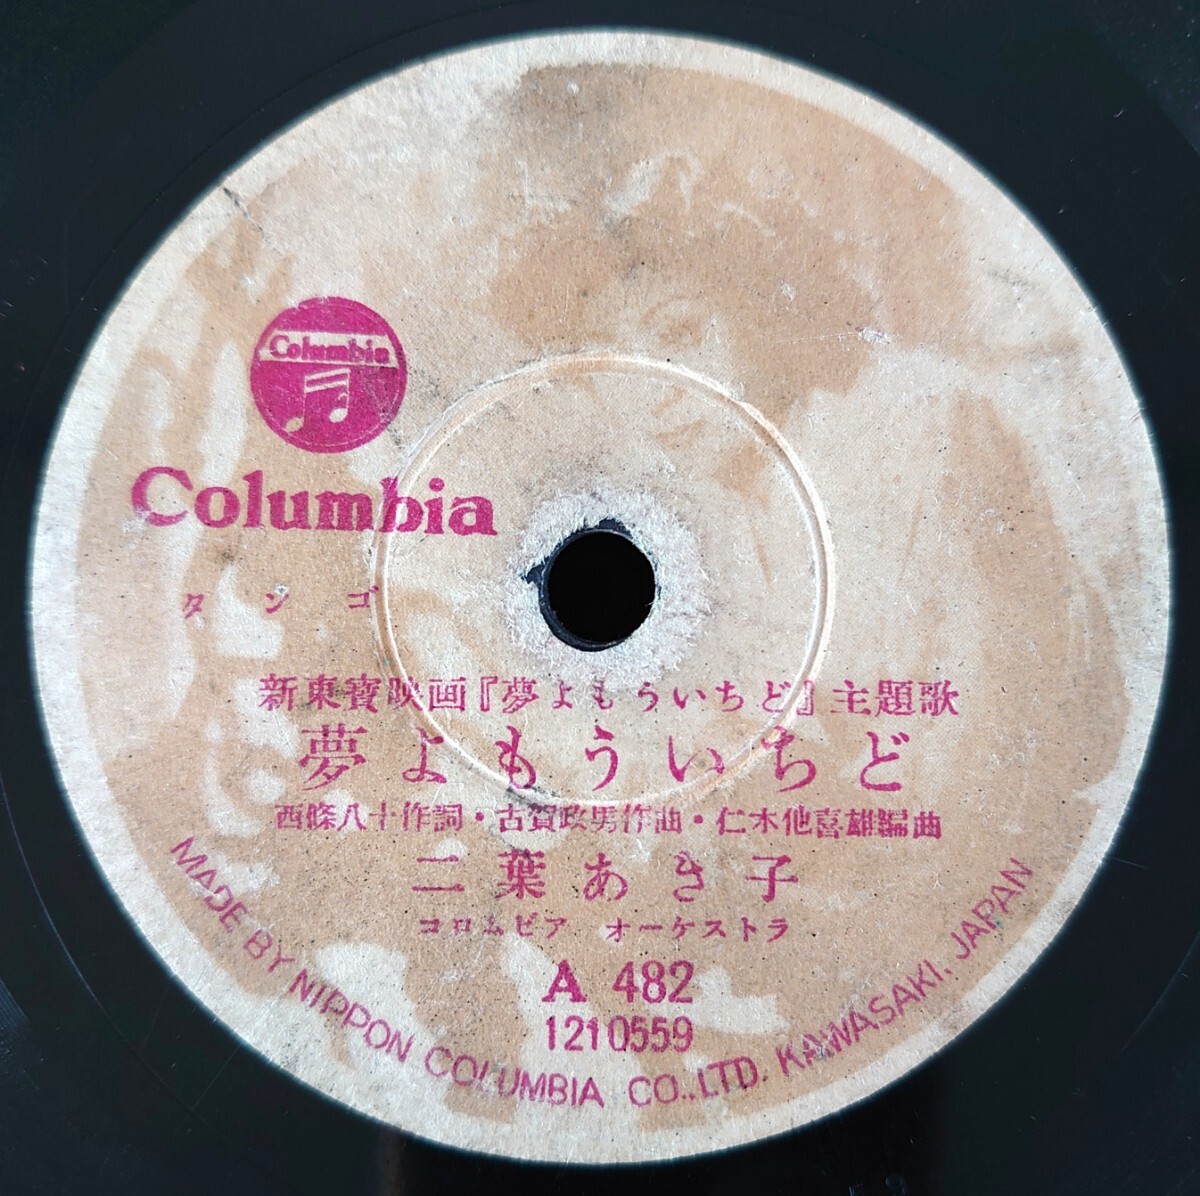 Columbia
Columbia
タンゴ
新東寳映画『夢よもういちど』主題歌
夢よもういちど
西條八十作詞・古賀政男作曲・仁木他喜雄編曲
二葉あき子
コロムビア オーケストラ
A 482
1210559
MADE BY NIPPON COLUMBIA CO.,LTD. KAWASAKI, JAPAN